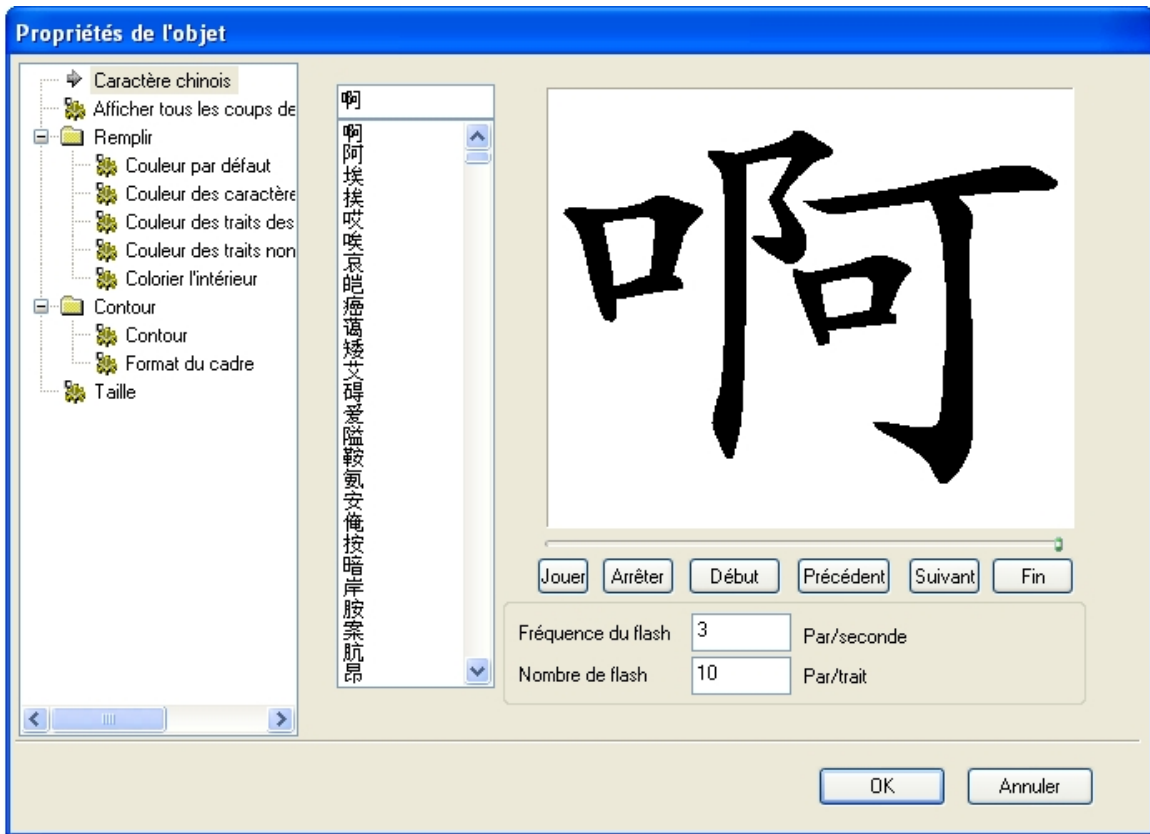 Propriétés de l'objet
Caractère chinois
Afficher tous les coups de
Remplir
Couleur par défaut
Couleur des caractère
Couleur des traits des
Couleur des traits non
Colorier l'intérieur
Contour
Contour
Format du cadre
Taille
啊
啊
阿
埃
挨
哎
唉
哀
皑
癌
蔼
矮
艾
碍
爱
隘
鞍
氨
安
俺
按
暗
岸
胺
案
肮
昂
啊
Jouer
Arrêter
Début
Précédent
Suivant
Fin
Fréquence du flash 3 Par/seconde
Nombre de flash 10 Par/trait
OK
Annuler